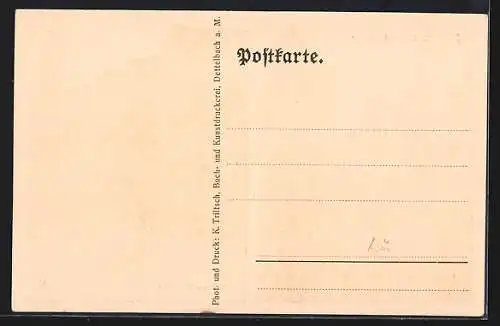 Postkarte.
Phot. und Druck: K. Triltsch, Buch- und Kunstdruckerei, Dettelbach a. M.